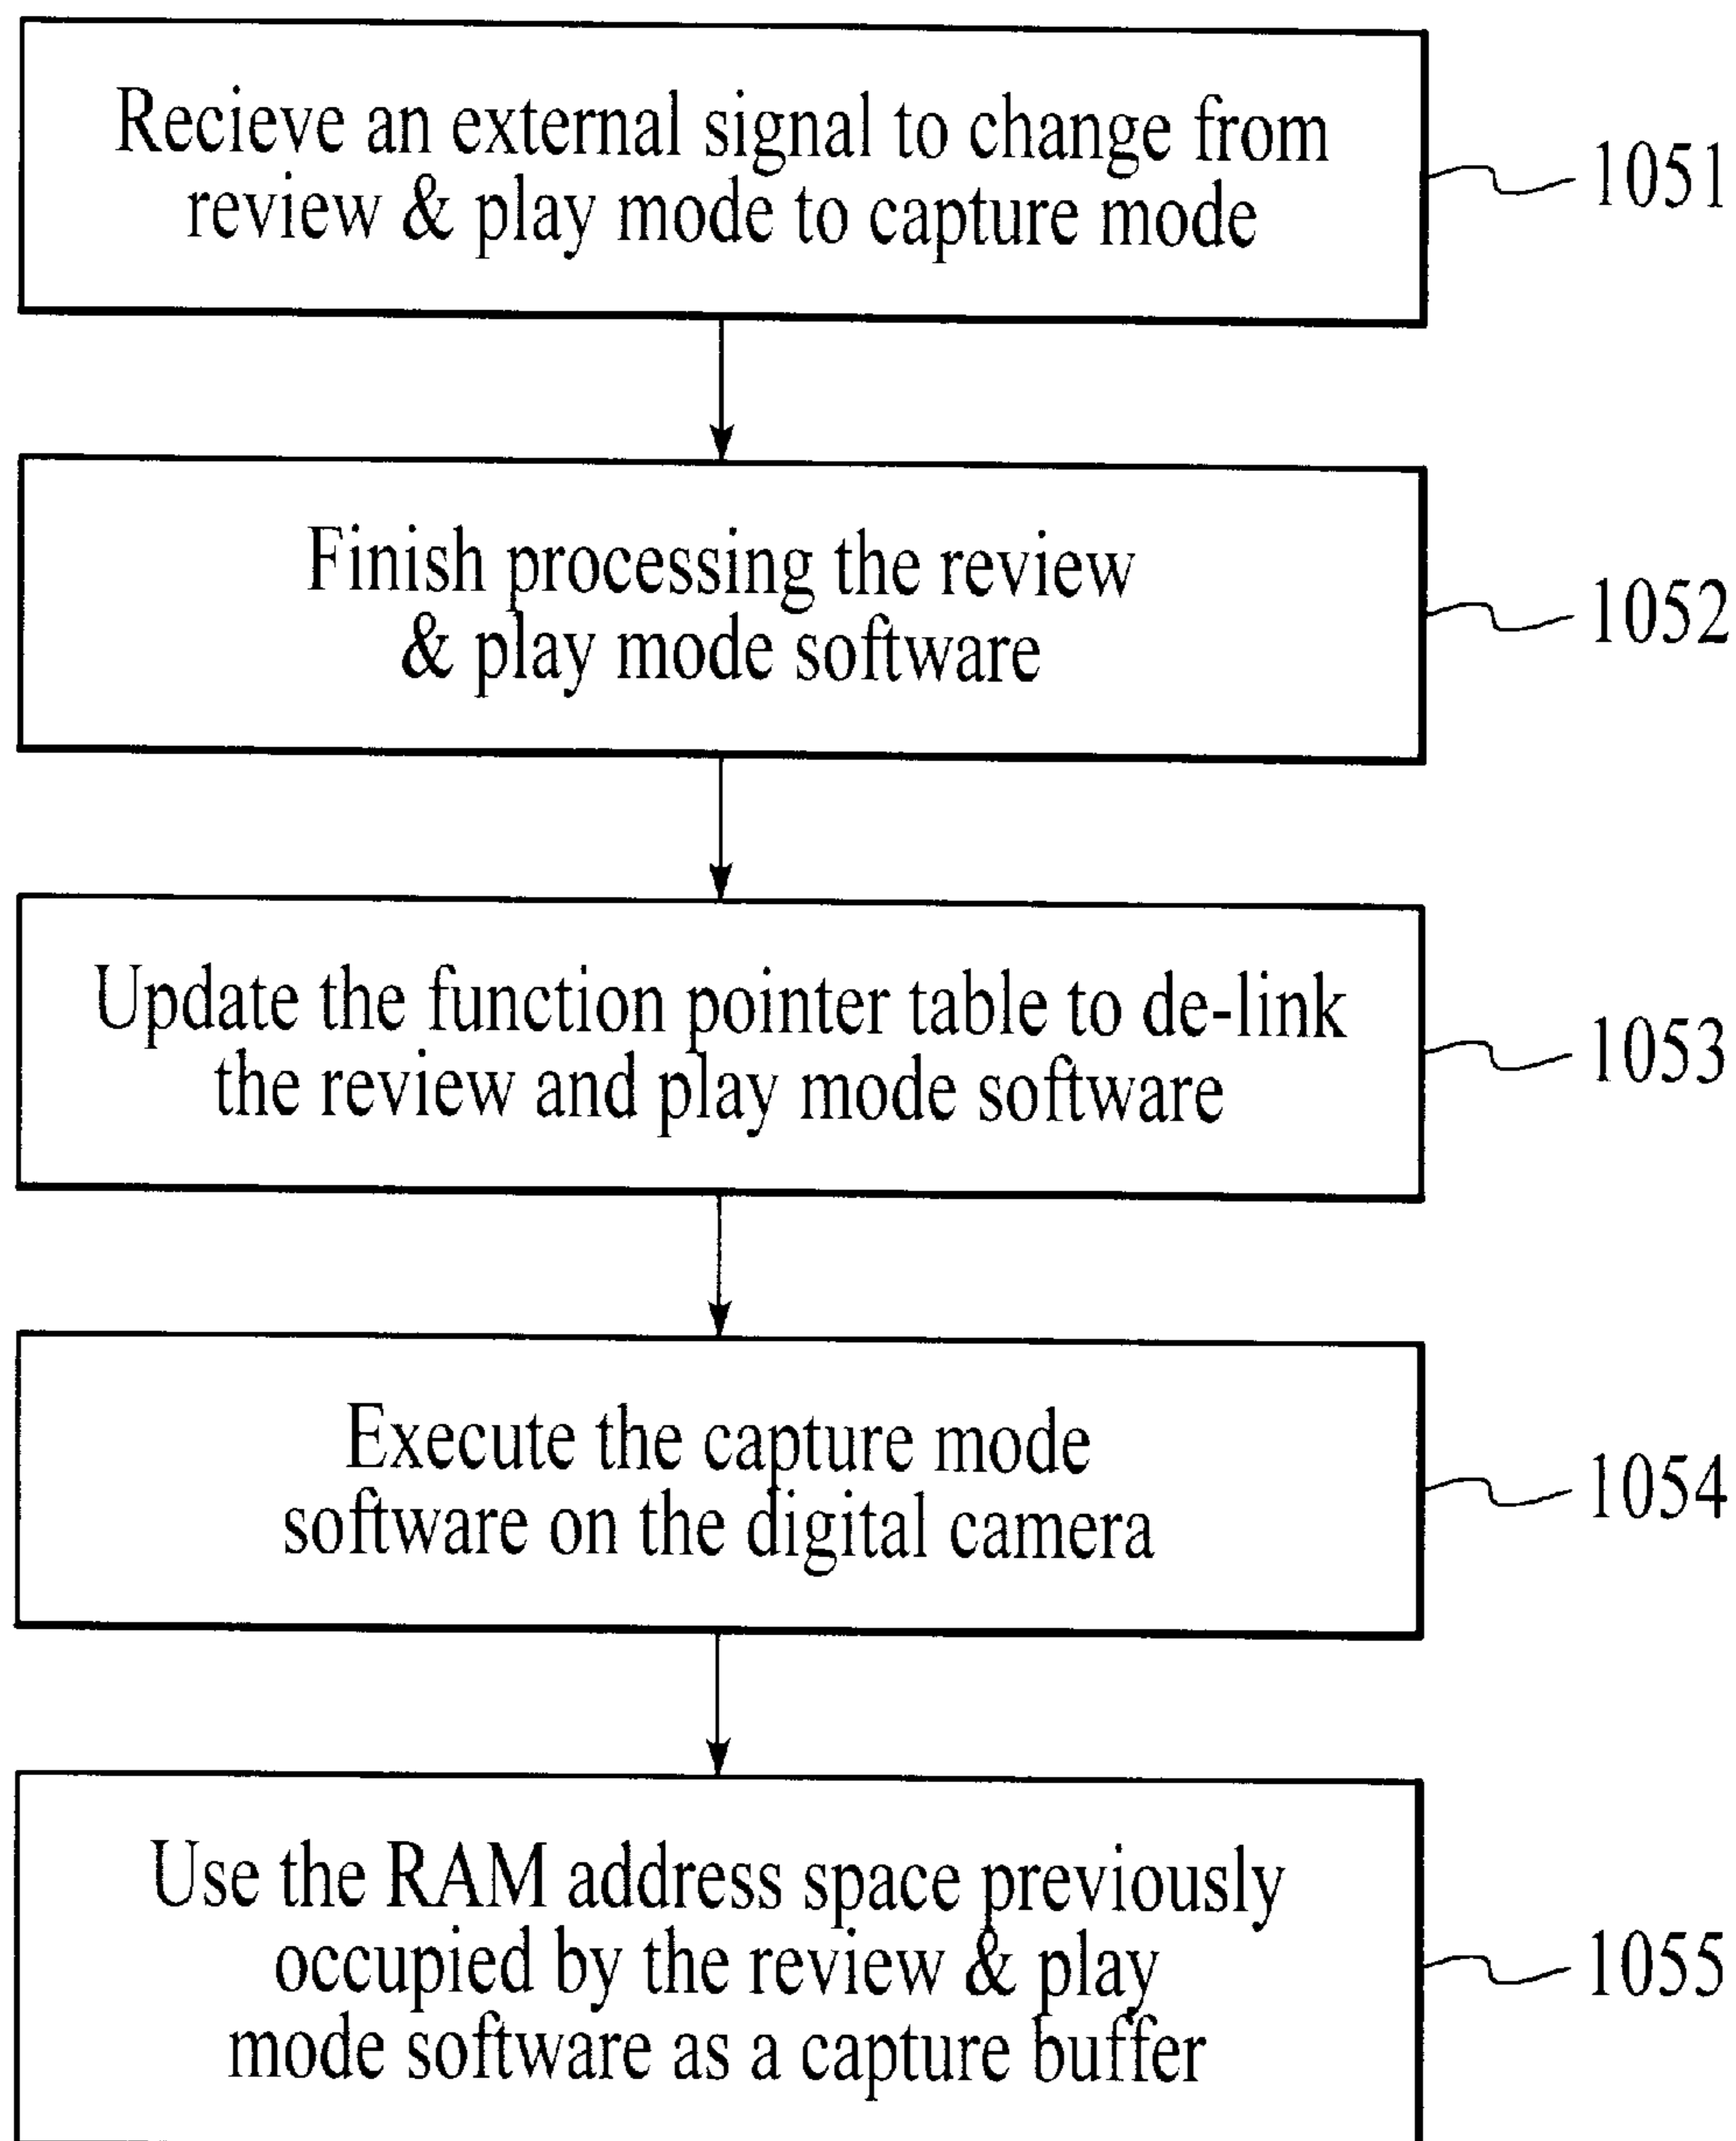 Recieve an external signal to change from
review & play mode to capture mode
1051
Finish processing the review
& play mode software
1052
Update the function pointer table to de-link
the review and play mode software
1053
Execute the capture mode
software on the digital camera
1054
Use the RAM address space previously
occupied by the review & play
mode software as a capture buffer
1055